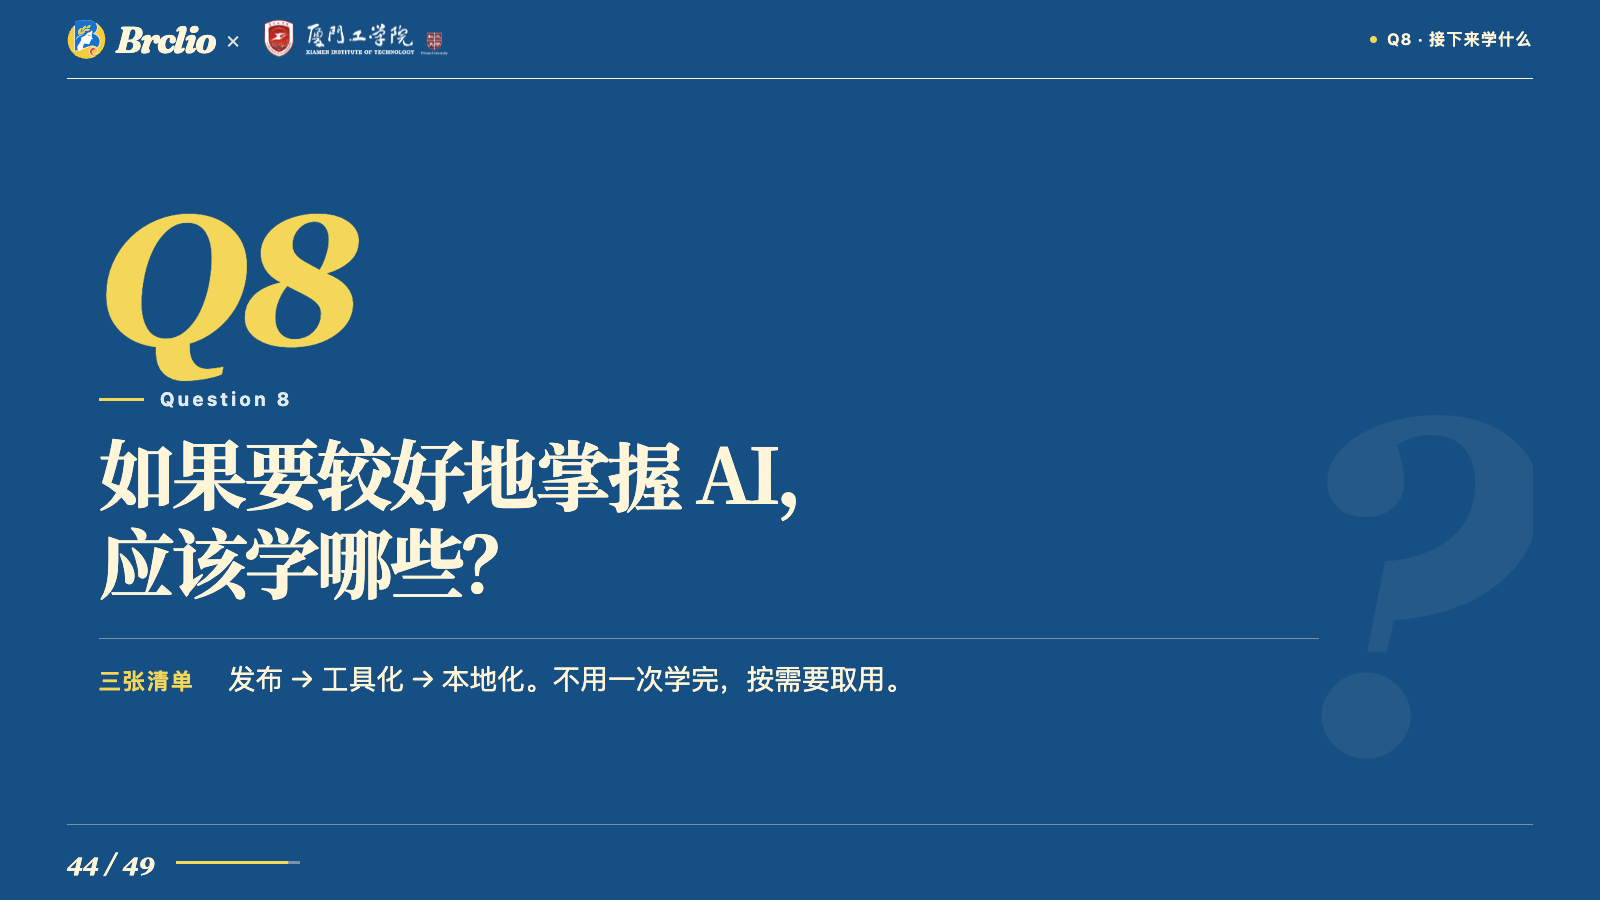 Brclio ×
厦门工学院
XIAMEN INSTITUTE OF TECHNOLOGY
Q8 · 接下来学什么
Q8
Question 8
如果要较好地掌握 AI,
应该学哪些?
三张清单 发布 → 工具化 → 本地化。不用一次学完，按需要取用。
?
44 / 49